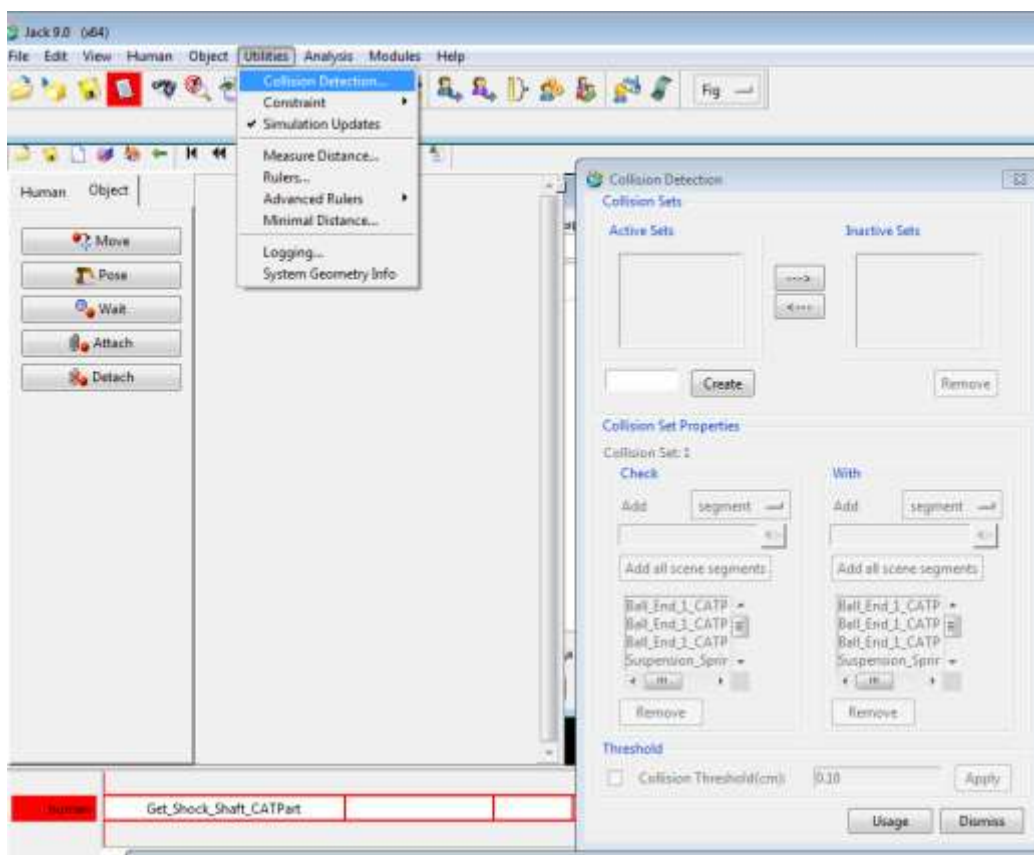 Jack 9.0 (x64)
File Edit View Human Object Utilities Analysis Modules Help
Collision Detection...
Constraint
Simulation Updates
Measure Distance...
Rulers...
Advanced Rulers
Minimal Distance...
Logging...
System Geometry Info
Fig
Human Object
Move
Pose
Wait
Attach
Detach
Collision Detection
Collision Sets
Active Sets Inactive Sets
--->
<---
Create Remove
Collision Set Properties
Collision Set: 1
Check With
Add segment Add segment
Add all scene segments Add all scene segments
Ball_End_1_CATP Ball_End_1_CATP
Ball_End_1_CATP Ball_End_1_CATP
Ball_End_1_CATP Ball_End_1_CATP
Suspension_Sprir Suspension_Sprir
Remove Remove
Threshold
Collision Threshold(cm): 0.10 Apply
Usage Dismiss
human Get_Shock_Shaft_CATPart